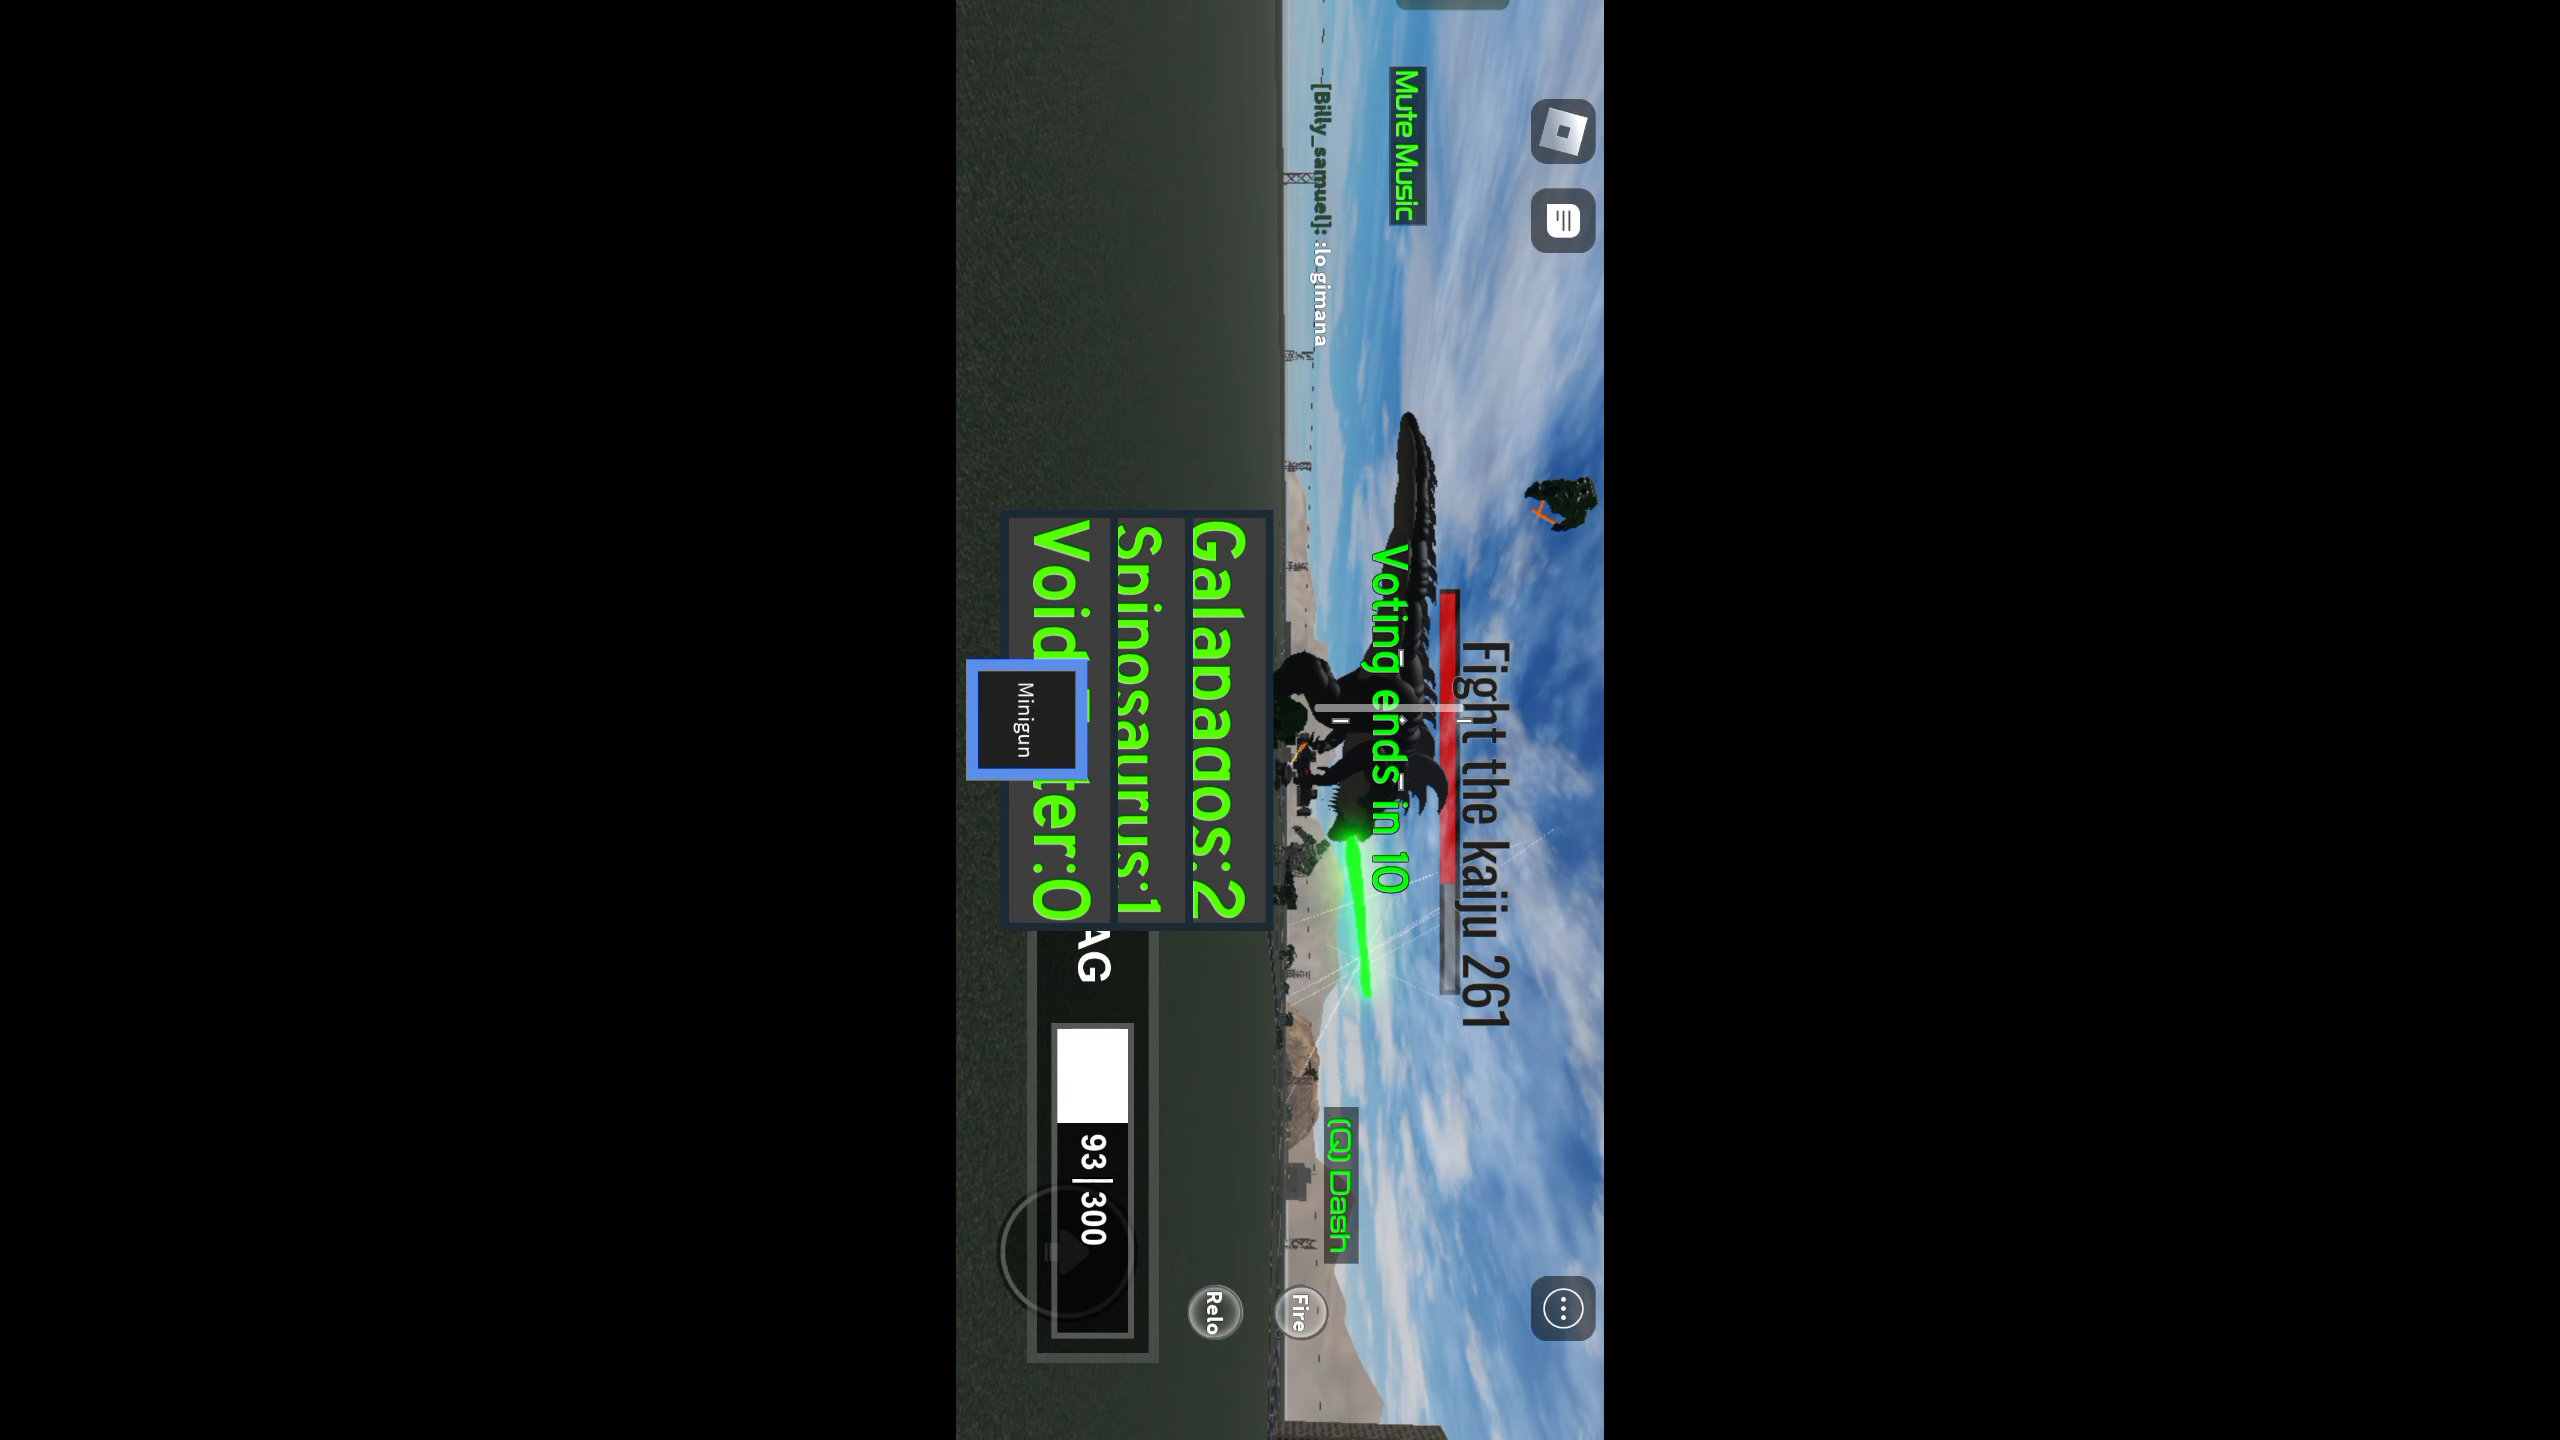 Mute Music
[Billy_samuel]: :lo gimana
Fight the kaiju 261
Voting ends in 10
(Q) Dash
Galapagos:2
Spinosaurus:1
Void
ter:0
Minigun
AG
93|300
Fire
Relo